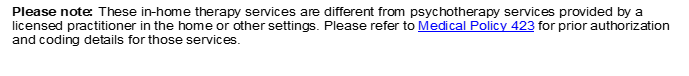 Please note: These in-home therapy services are different from psychotherapy services provided by a
licensed practitioner in the home or other settings. Please refer to Medical Policy 423 for prior authorization
and coding details for those services.